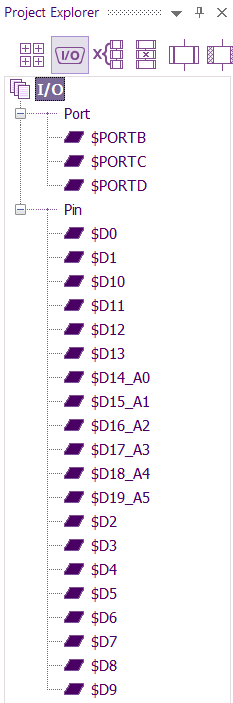 Project Explorer
I/O
X
I/O
Port
$PORTB
$PORTC
$PORTD
Pin
$D0
$D1
$D10
$D11
$D12
$D13
$D14_A0
$D15_A1
$D16_A2
$D17_A3
$D18_A4
$D19_A5
$D2
$D3
$D4
$D5
$D6
$D7
$D8
$D9